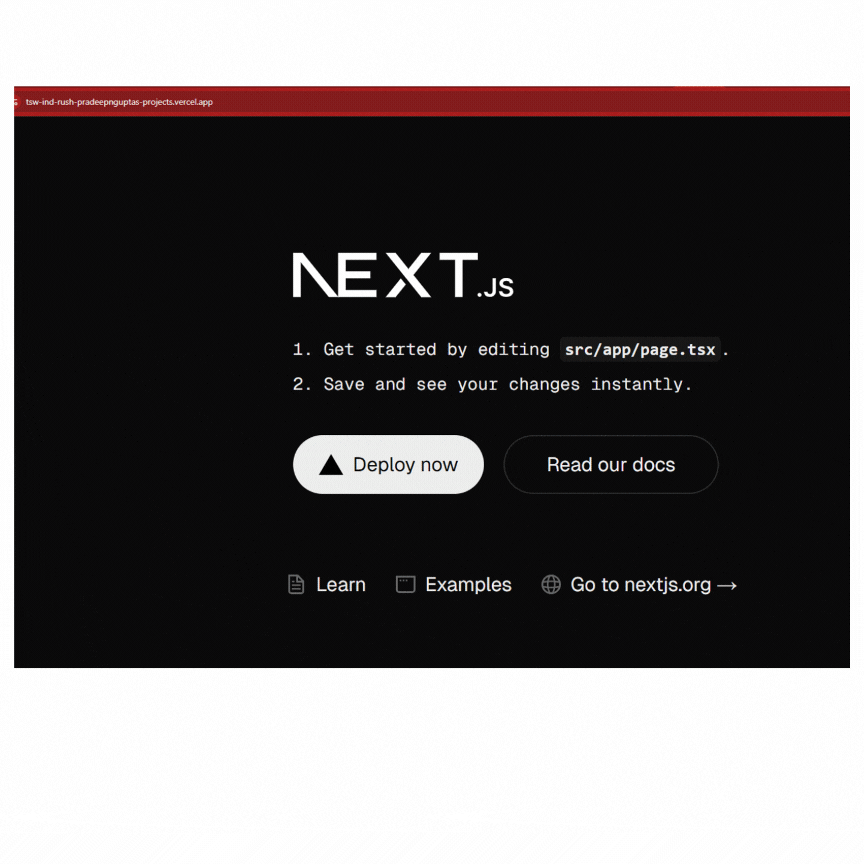 tsw-ind-rush-pradeepnguptas-projects.vercel.app
NEXT.JS
1. Get started by editing src/app/page.tsx.
2. Save and see your changes instantly.
Deploy now
Read our docs
Learn
Examples
Go to nextjs.org →